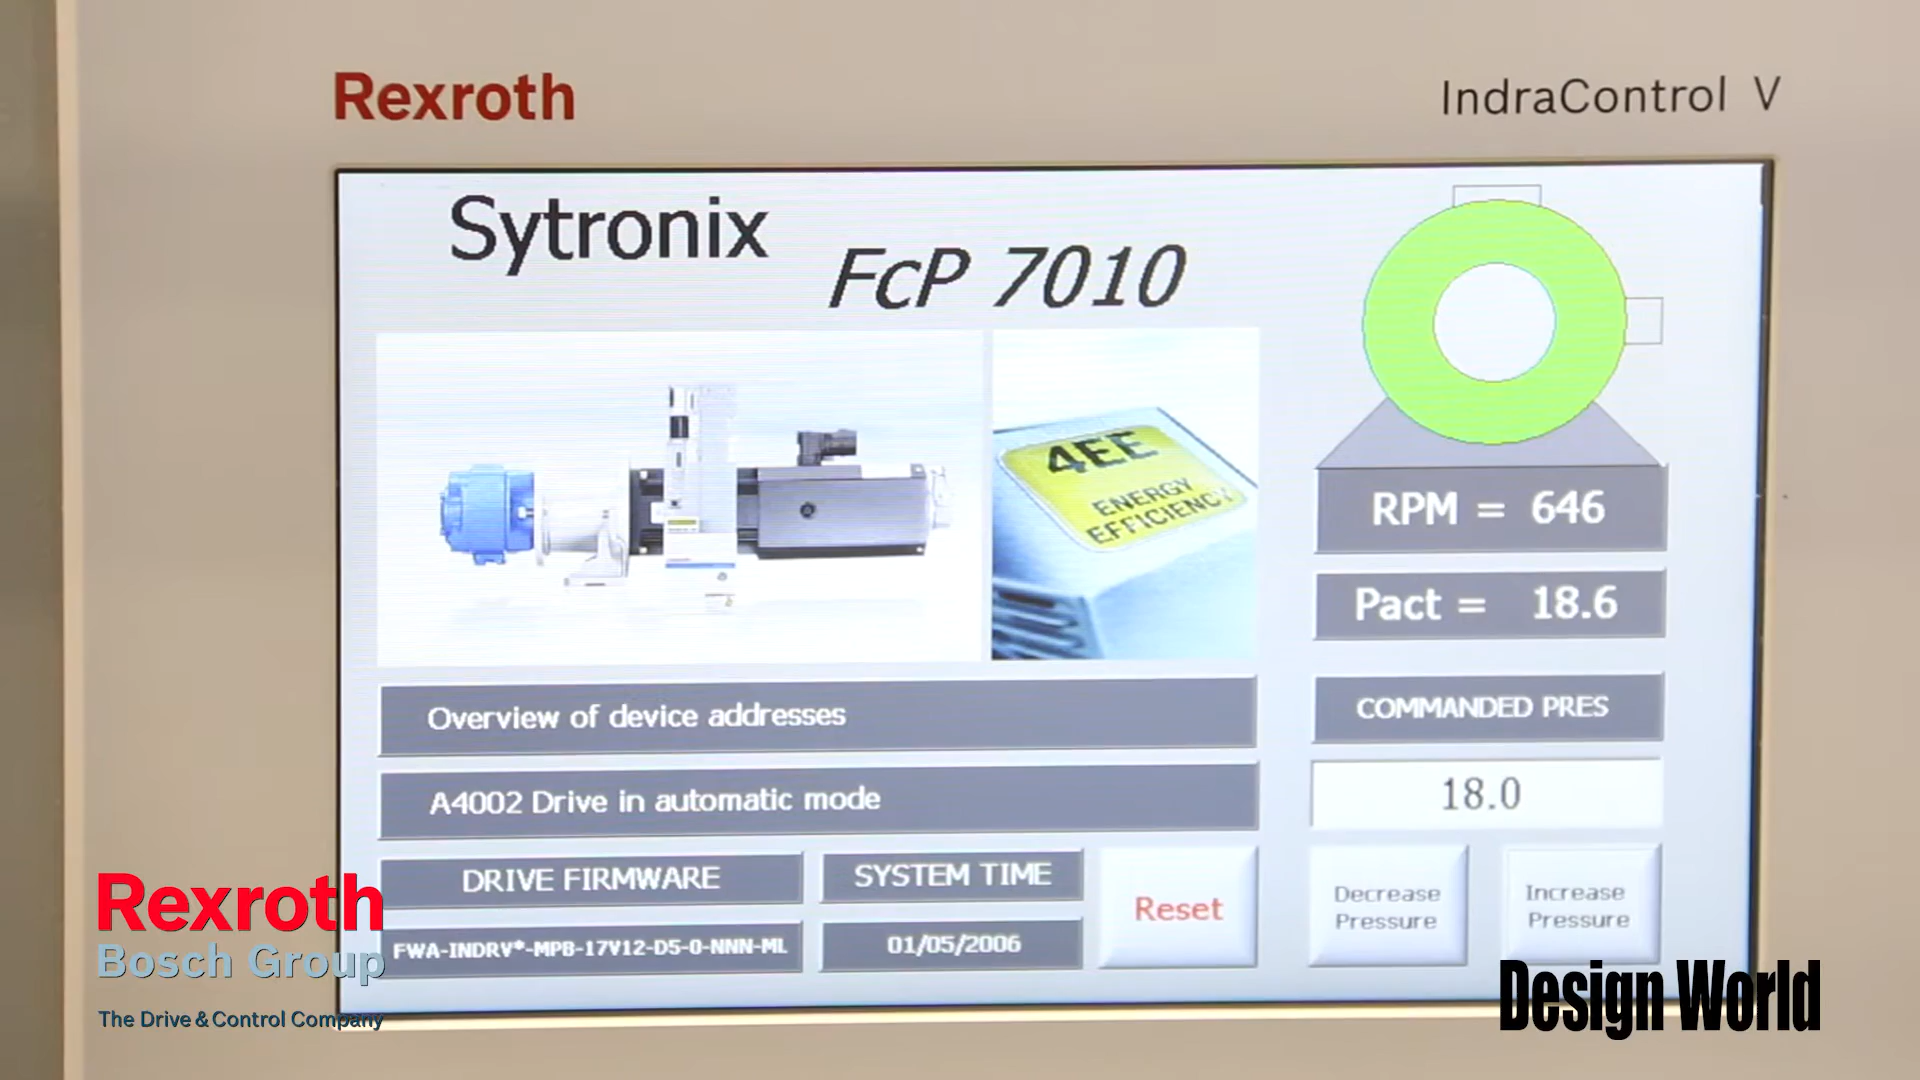 Rexroth
IndraControl V
Sytronix
FcP 7010
4EE
ENERGY
EFFICIENCY
RPM = 646
Pact = 18.6
Overview of device addresses
COMMANDED PRES
A4002 Drive in automatic mode
18.0
DRIVE FIRMWARE
SYSTEM TIME
Reset
Decrease
Pressure
Increase
Pressure
FWA-INDRV*-MPB-17V12-D5-0-NNN-ML
01/05/2006
Rexroth
Bosch Group
The Drive & Control Company
Design World